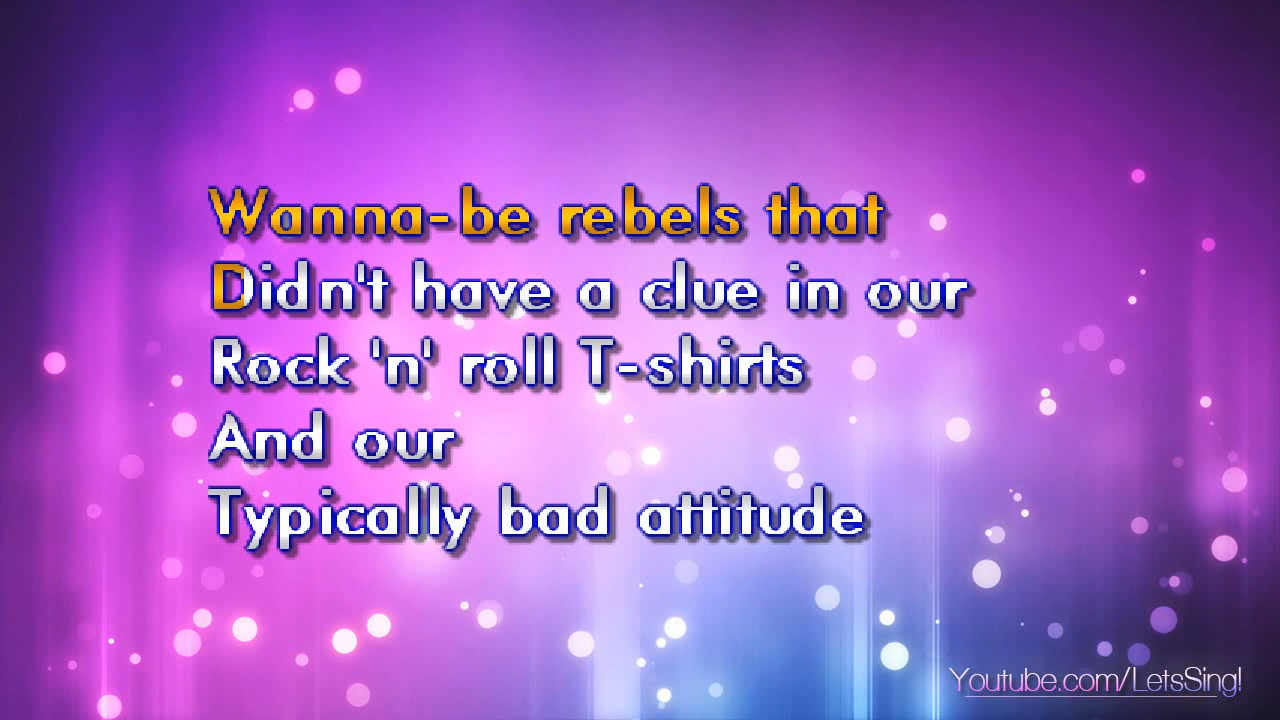 Wanna-be rebels that
Didn't have a clue in our
Rock 'n' roll T-shirts
And our
Typically bad attitude
Youtube.com/LetsSing!